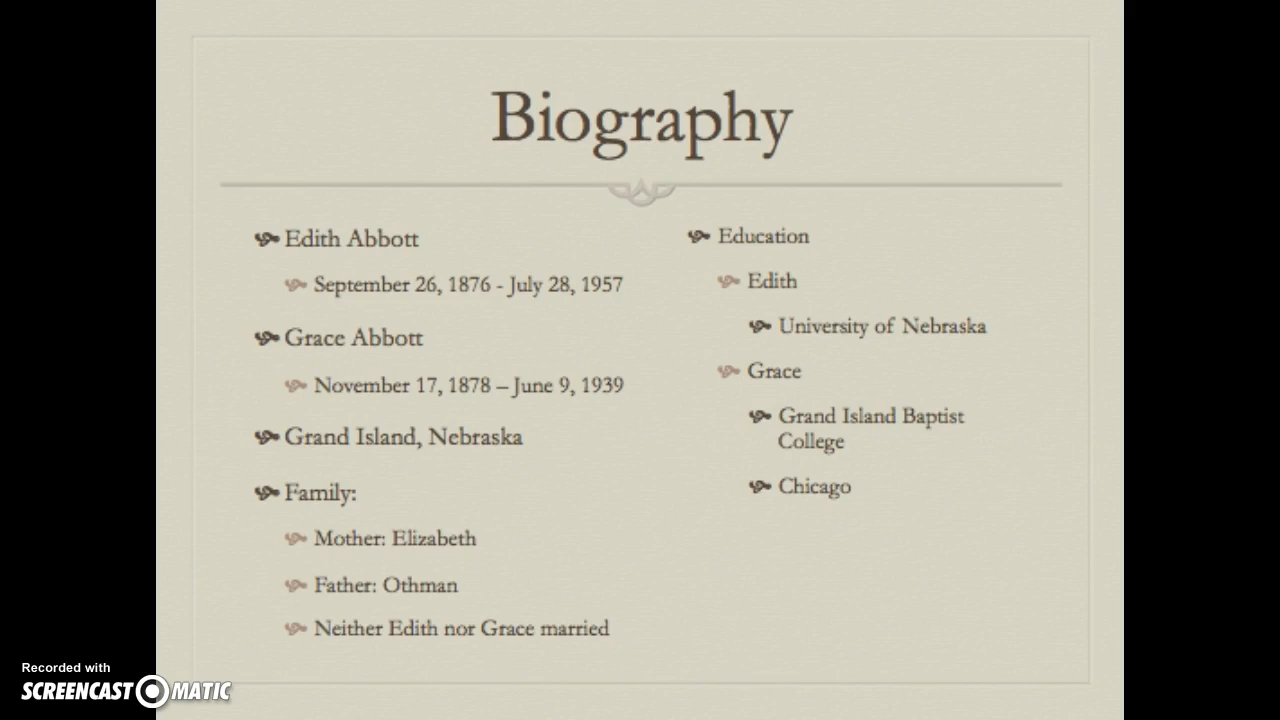 Biography
Edith Abbott
September 26, 1876 - July 28, 1957
Grace Abbott
November 17, 1878 – June 9, 1939
Grand Island, Nebraska
Family:
Mother: Elizabeth
Father: Othman
Neither Edith nor Grace married
Education
Edith
University of Nebraska
Grace
Grand Island Baptist
College
Chicago
Recorded with
SCREENCAST MATIC